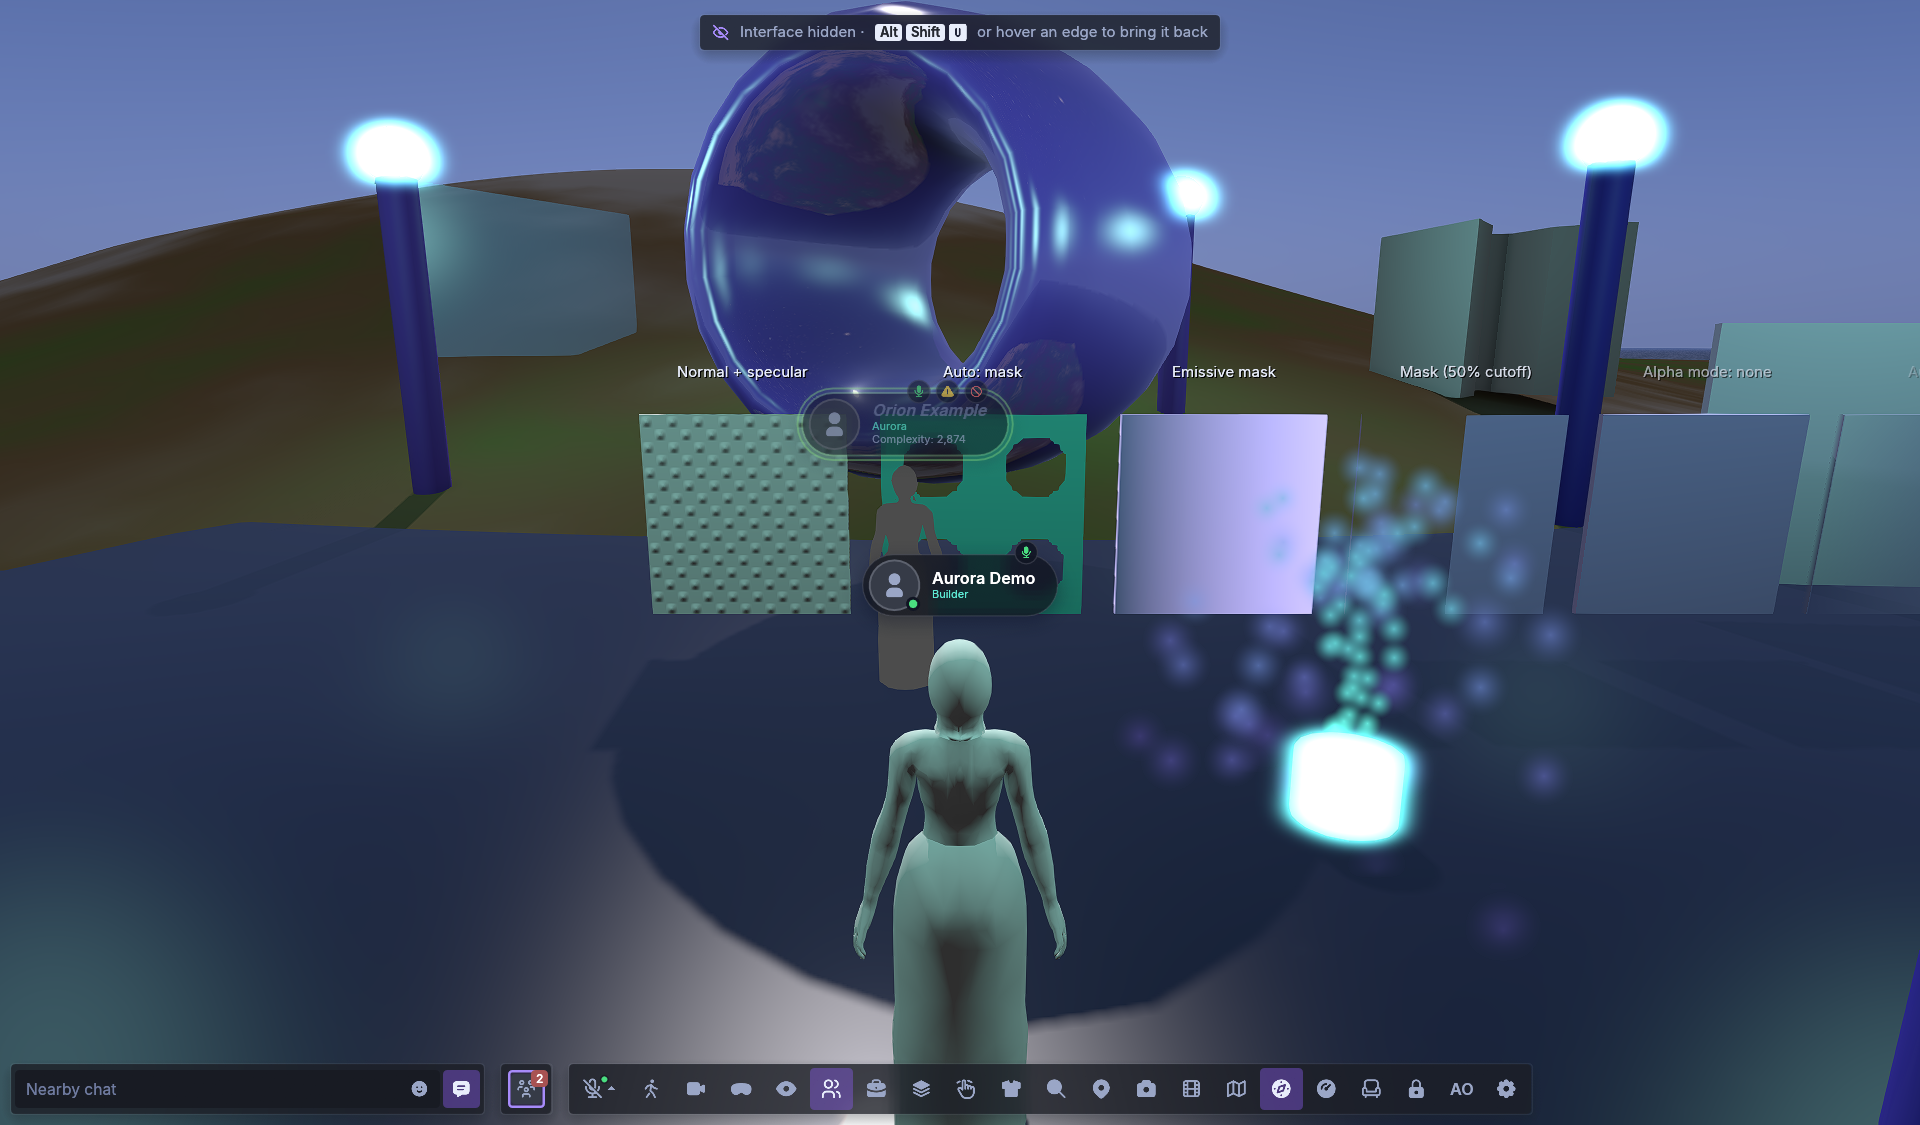 Interface hidden · Alt Shift U or hover an edge to bring it back
Normal + specular
Auto: mask
Emissive mask
Mask (50% cutoff)
Alpha mode: none
Orion Example
Aurora
Complexity: 2,874
Aurora Demo
Builder
Nearby chat
2
AO